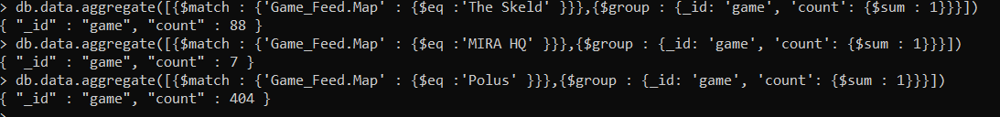 > db.data.aggregate([{$match : {'Game_Feed.Map' : {$eq :'The Skeld' }}},{$group : {_id: 'game', 'count': {$sum : 1}}}])
{ "_id" : "game", "count" : 88 }
> db.data.aggregate([{$match : {'Game_Feed.Map' : {$eq :'MIRA HQ' }}},{$group : {_id: 'game', 'count': {$sum : 1}}}])
{ "_id" : "game", "count" : 7 }
> db.data.aggregate([{$match : {'Game_Feed.Map' : {$eq :'Polus' }}},{$group : {_id: 'game', 'count': {$sum : 1}}}])
{ "_id" : "game", "count" : 404 }